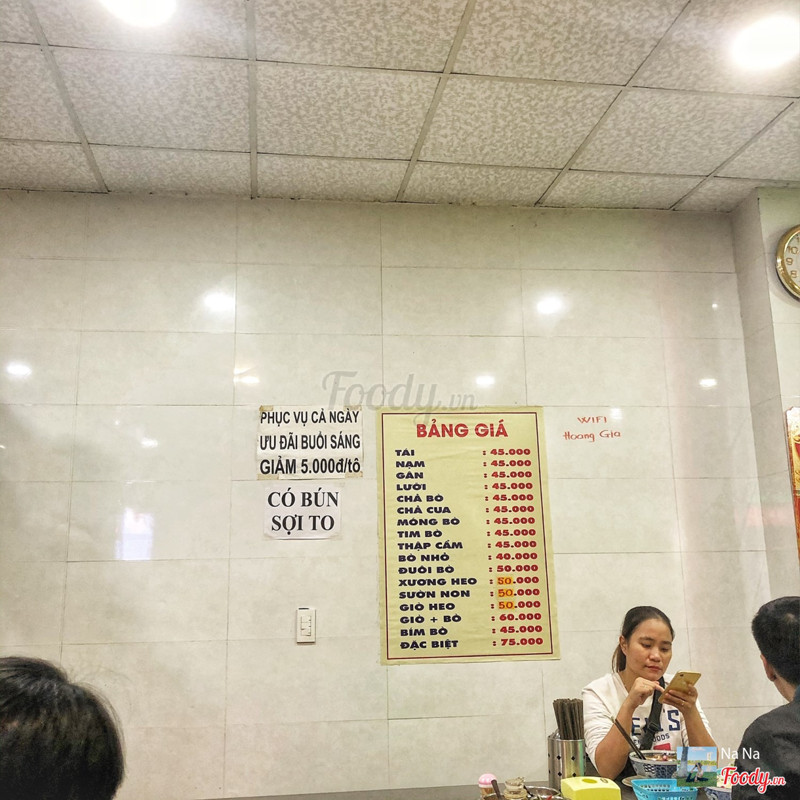 Foody.vn
PHỤC VỤ CẢ NGÀY
ƯU ĐÃI BUỔI SÁNG
GIẢM 5.000đ/tô
CÓ BÚN
SỢI TO
BẢNG GIÁ
TÁI : 45.000
NẠM : 45.000
GÂN : 45.000
LƯỠI : 45.000
CHẢ BÒ : 45.000
CHẢ CUA : 45.000
MÓNG BÒ : 45.000
TIM BÒ : 45.000
THẬP CẨM : 45.000
BÒ NHỎ : 40.000
ĐUÔI BÒ : 50.000
XƯƠNG HEO : 50.000
SƯỜN NON : 50.000
GIÒ HEO : 50.000
GIÒ + BÒ : 60.000
BÍM BÒ : 45.000
ĐẶC BIỆT : 75.000
WIFI
Hoang Gia
Na Na
Foody.vn